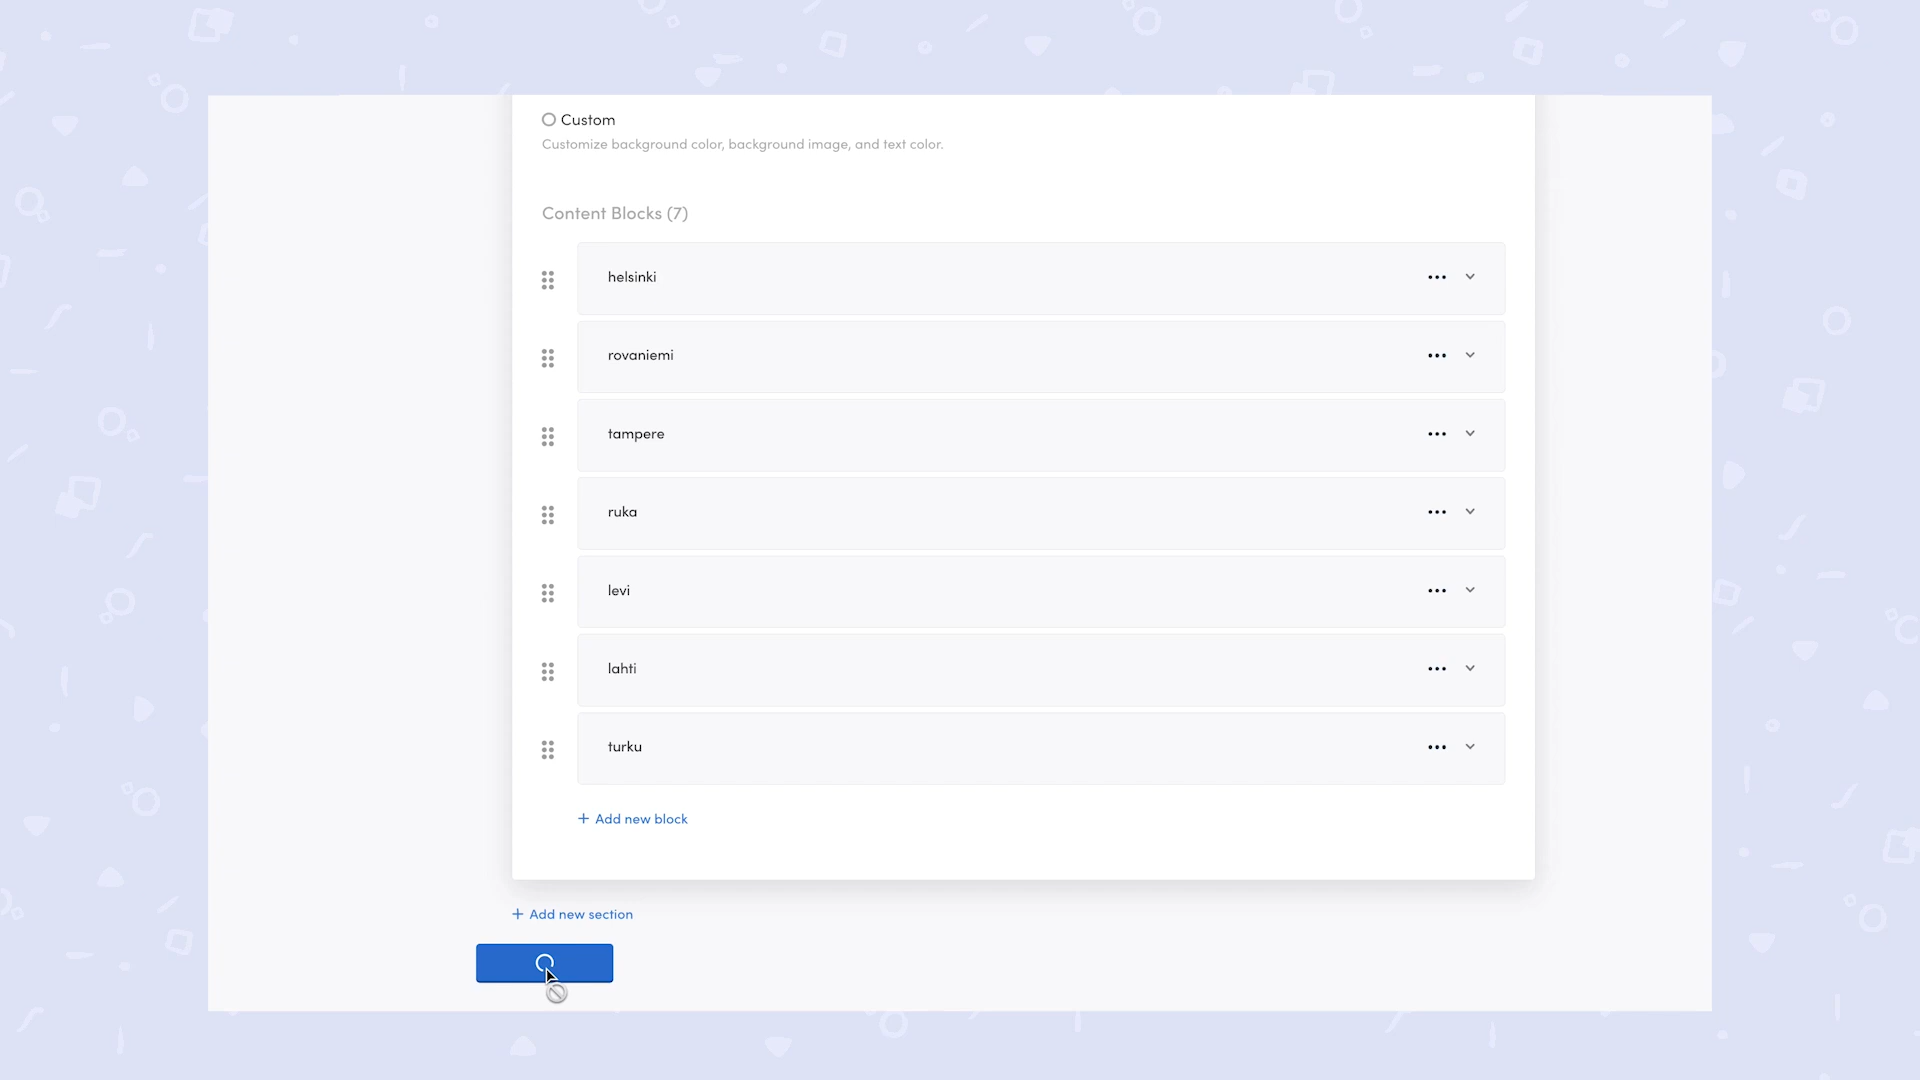 Custom
Customize background color, background image, and text color.
Content Blocks (7)
helsinki
rovaniemi
tampere
ruka
levi
lahti
turku
+ Add new block
+ Add new section